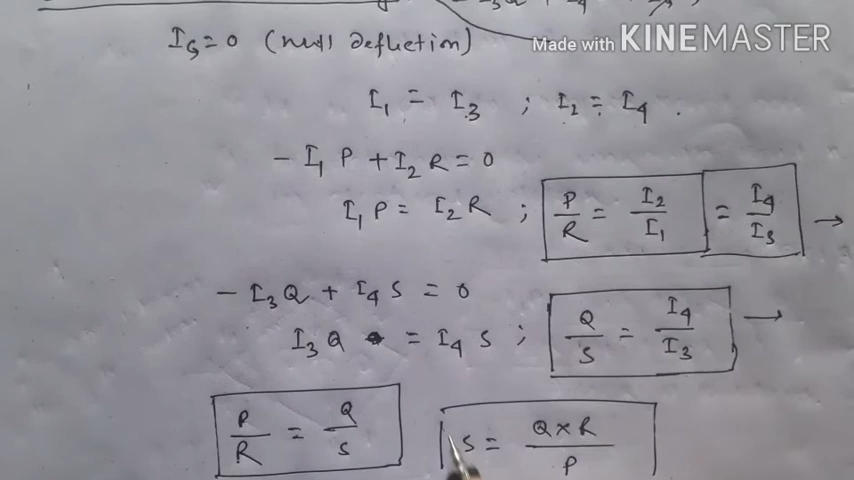 I_G = 0 (null deflection)
Made with KINEMASTER
I₁ = I₃ ; I₂ = I₄ .
- I₁ P + I₂ R = 0
I₁ P = I₂ R ; P/R = I₂/I₁ = I₄/I₃ →
- I₃ Q + I₄ S = 0
I₃ Q = I₄ S ; Q/S = I₄/I₃ →
P/R = Q/S S = Q × R/P